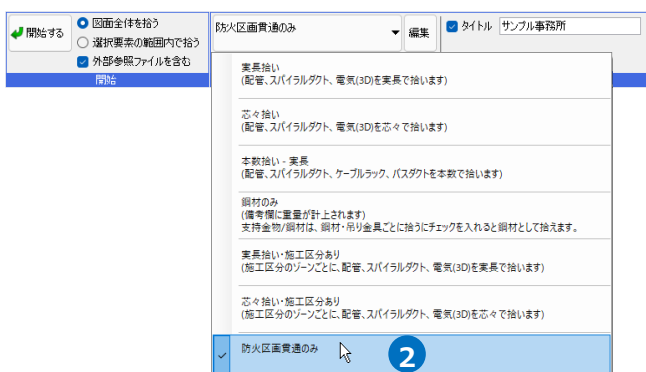 開始する
図面全体を拾う
選択要素の範囲内で拾う
外部参照ファイルを含む
開始
防火区画貫通のみ
編集
タイトル サンプル事務所
実長拾い
(配管、スパイラルダクト、電気(3D)を実長で拾います)
芯々拾い
(配管、スパイラルダクト、電気(3D)を芯々で拾います)
本数拾い - 実長
(配管、スパイラルダクト、ケーブルラック、バスダクトを本数で拾います)
鋼材のみ
(備考欄に重量が計上されます)
支持金物/鋼材は、鋼材・吊り金具ごとに拾うにチェックを入れると鋼材として拾えます。
実長拾い・施工区分あり
(施工区分のゾーンごとに、配管、スパイラルダクト、電気(3D)を実長で拾います)
芯々拾い・施工区分あり
(施工区分のゾーンごとに、配管、スパイラルダクト、電気(3D)を芯々で拾います)
防火区画貫通のみ
2